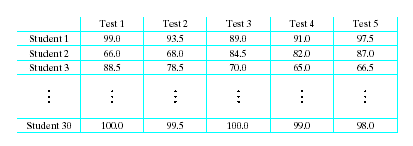 Test 1 Test 2 Test 3 Test 4 Test 5
Student 1 99.0 93.5 89.0 91.0 97.5
Student 2 66.0 68.0 84.5 82.0 87.0
Student 3 88.5 78.5 70.0 65.0 66.5
⋮ ⋮ ⋮ ⋮ ⋮ ⋮
Student 30 100.0 99.5 100.0 99.0 98.0